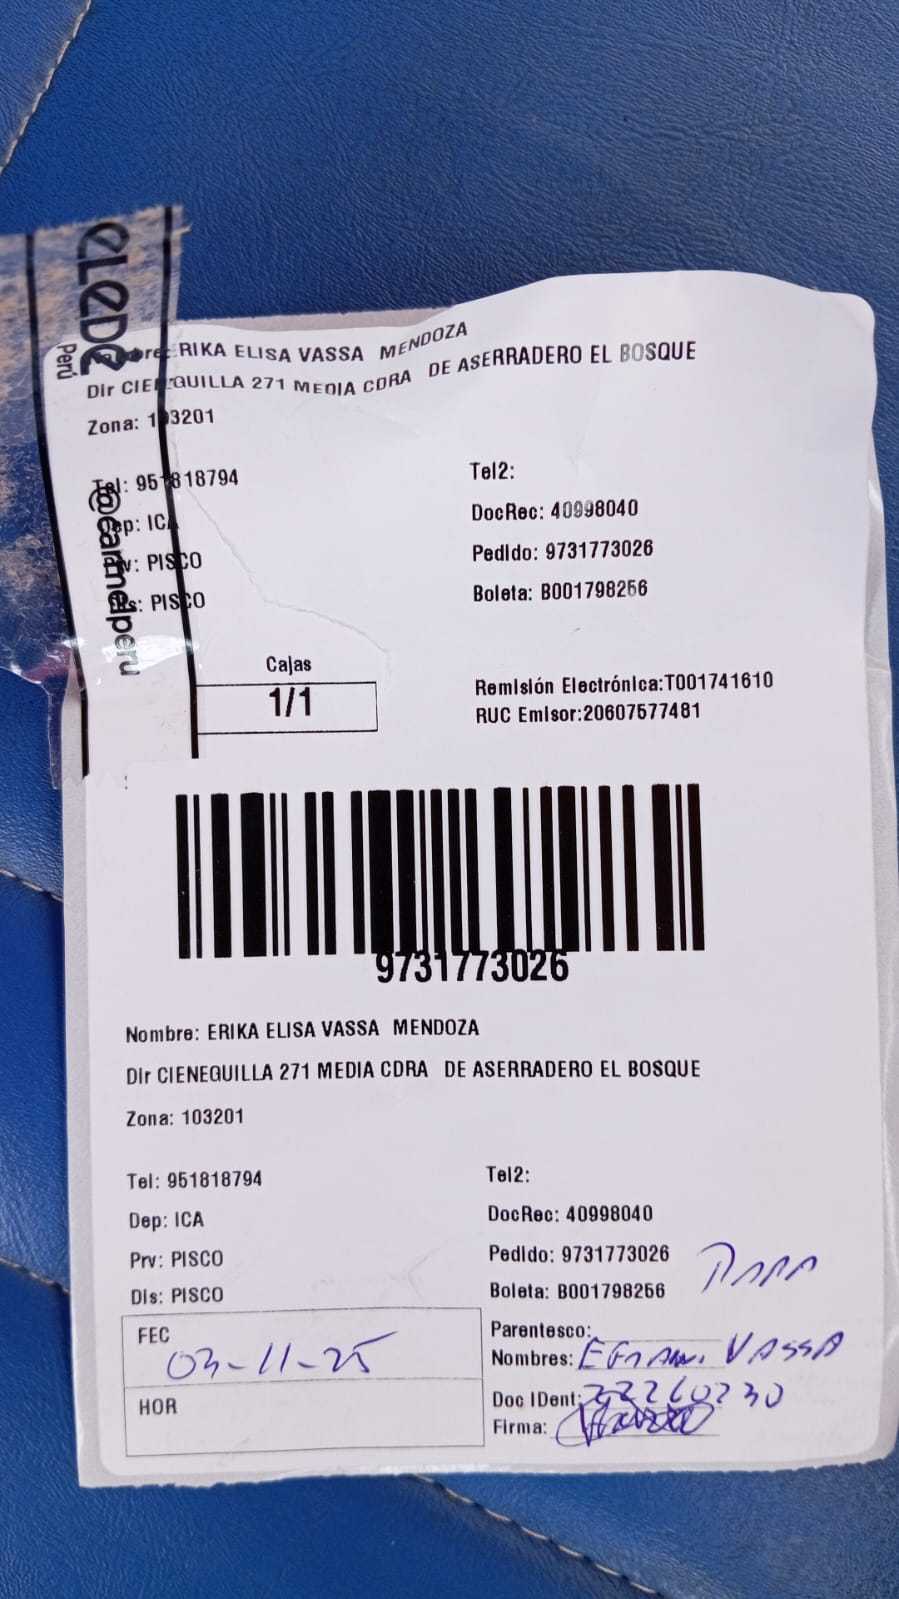 eLeDe
Perú
@carmelperu
ERIKA ELISA VASSA MENDOZA
Dir CIENEGUILLA 271 MEDIA CDRA DE ASERRADERO EL BOSQUE
Zona: 103201
Tel: 951818794
Tel2:
Dep: ICA
DocRec: 40998040
Prv: PISCO
Pedido: 9731773026
Dis: PISCO
Boleta: B001798256
Cajas
1/1
Remisión Electrónica:T001741610
RUC Emisor:20607577481
9731773026
Nombre: ERIKA ELISA VASSA MENDOZA
Dir CIENEGUILLA 271 MEDIA CDRA DE ASERRADERO EL BOSQUE
Zona: 103201
Tel: 951818794
Tel2:
Dep: ICA
DocRec: 40998040
Prv: PISCO
Pedido: 9731773026
Dis: PISCO
Boleta: B001798256
FEC
03-11-25
HOR
Parentesco:
Nombres: VASSA
Doc IDent:
Firma: